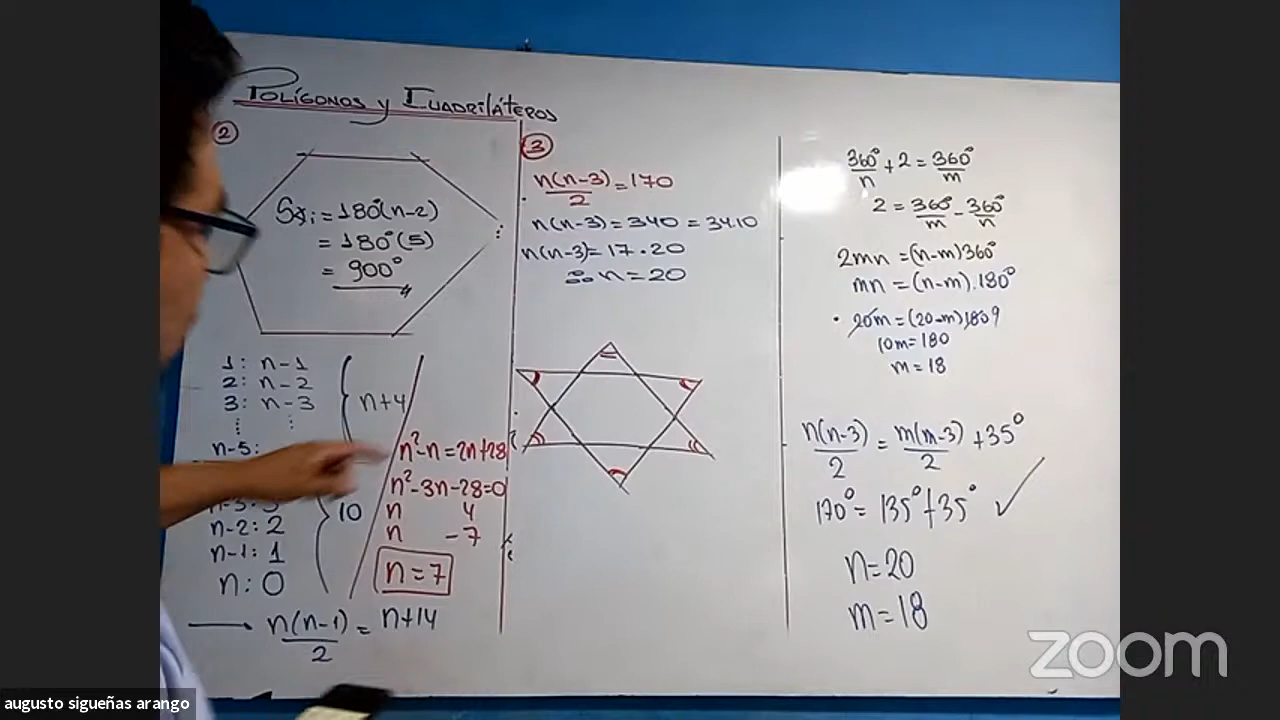 Polígonos y Cuadriláteros
2
S∢i = 180°(n-2)
= 180°(5)
= 900°
1: n-1
2: n-2
3: n-3
⋮ ⋮
n-5:
n-3: 3
n-2: 2
n-1: 1
n: 0
n+4
10
n(n-1)/2 = n+14
n²-n=2n+28
n²-3n-28=0
n 4
n -7
n=7
3
n(n-3)/2 = 170
n(n-3)=340=34.10
n(n-3)=17.20
∴ n=20
360°/n + 2 = 360°/m
2 = 360°/m - 360°/n
2mn = (n-m)360°
mn = (n-m).180°
• 20m = (20-m)180 9
10m=180
m=18
n(n-3)/2 = m(m-3)/2 + 35°
170° = 135° + 35° ✓
n=20
m=18
zoom
augusto sigueñas arango